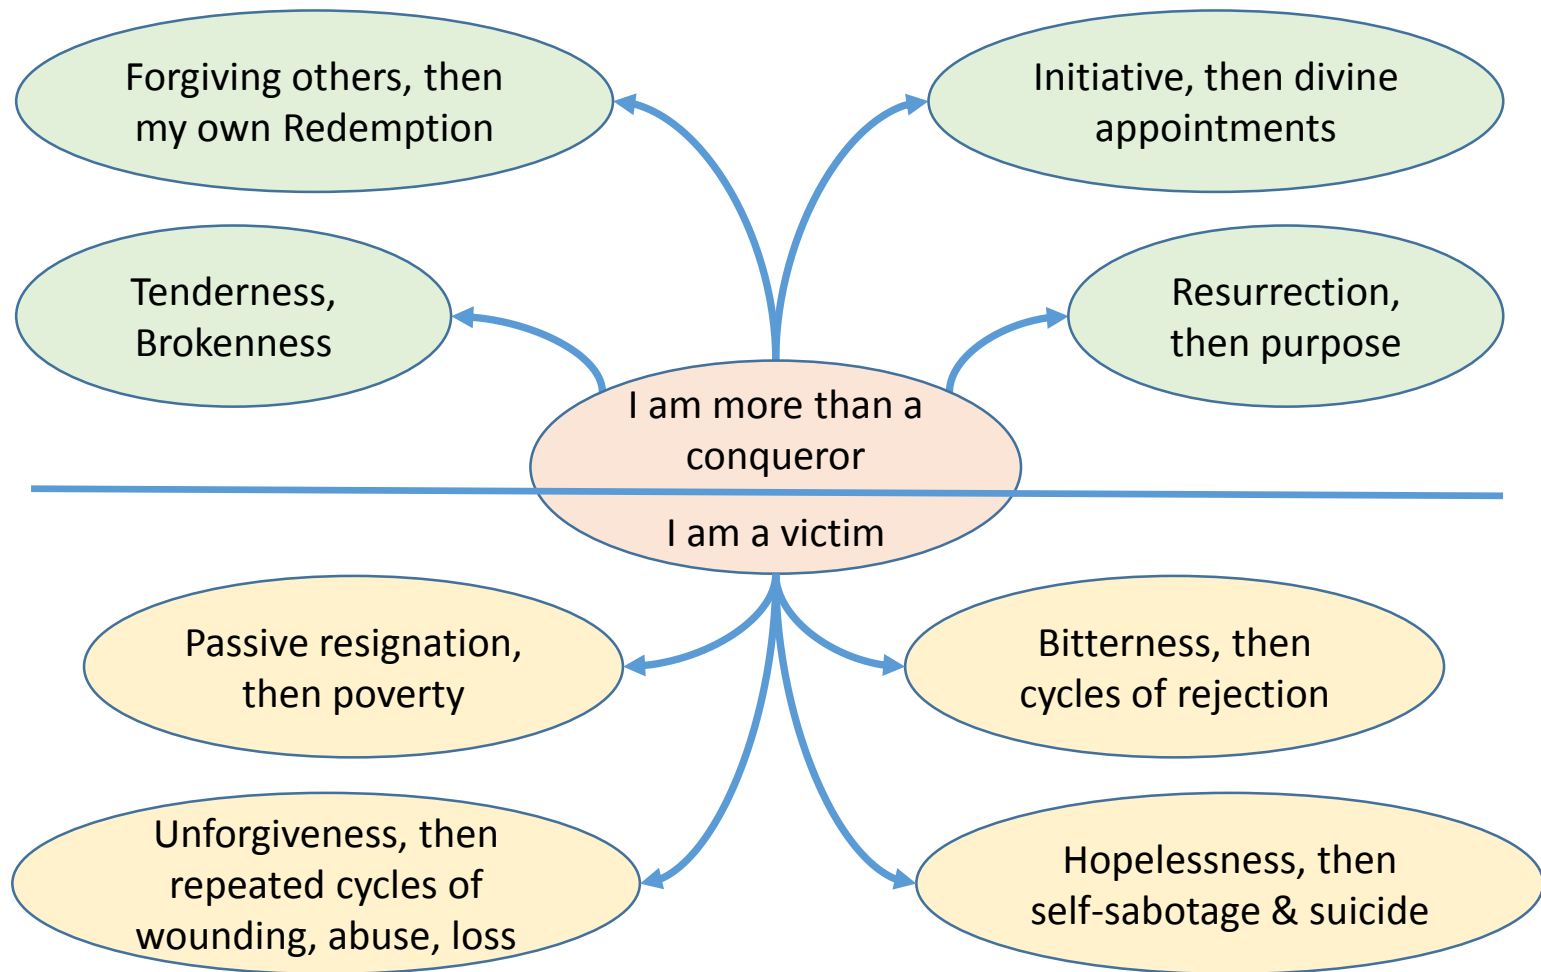 Forgiving others, then
my own Redemption
Initiative, then divine
appointments
Tenderness,
Brokenness
Resurrection,
then purpose
I am more than a
conqueror
I am a victim
Passive resignation,
then poverty
Bitterness, then
cycles of rejection
Unforgiveness, then
repeated cycles of
wounding, abuse, loss
Hopelessness, then
self-sabotage & suicide